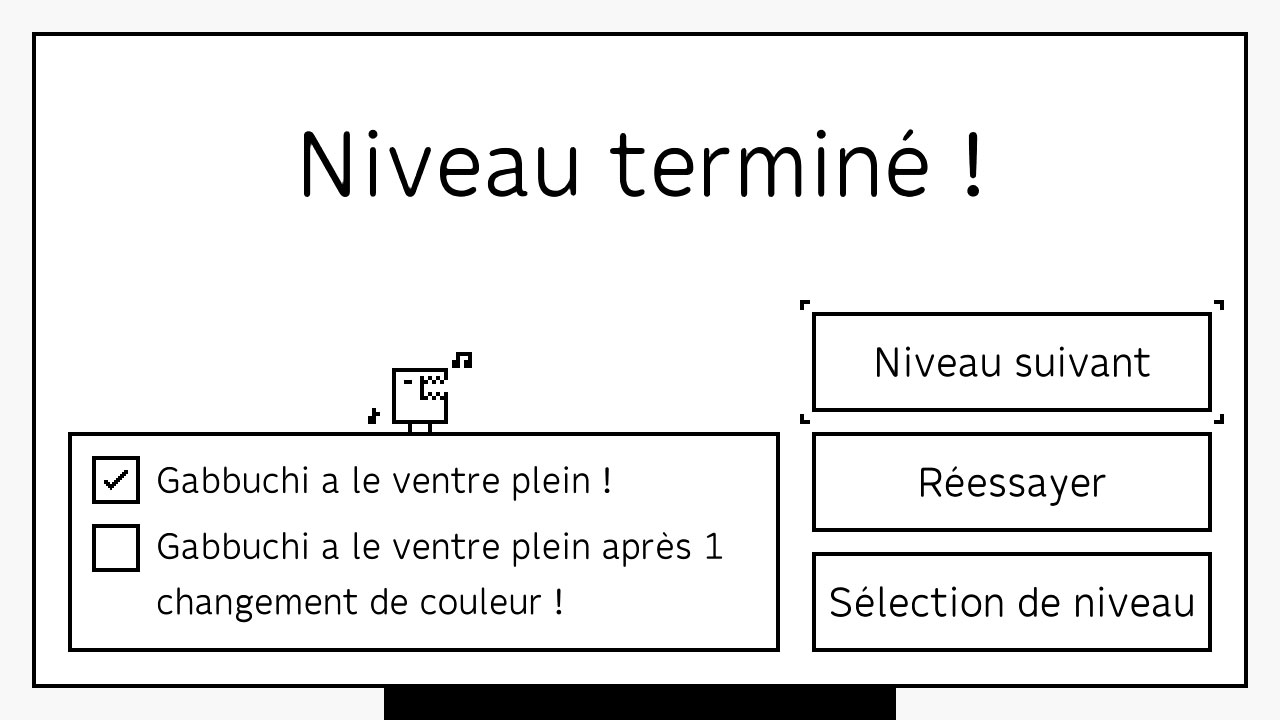 Niveau terminé !
Gabbuchi a le ventre plein !
Gabbuchi a le ventre plein après 1
changement de couleur !
Niveau suivant
Réessayer
Sélection de niveau